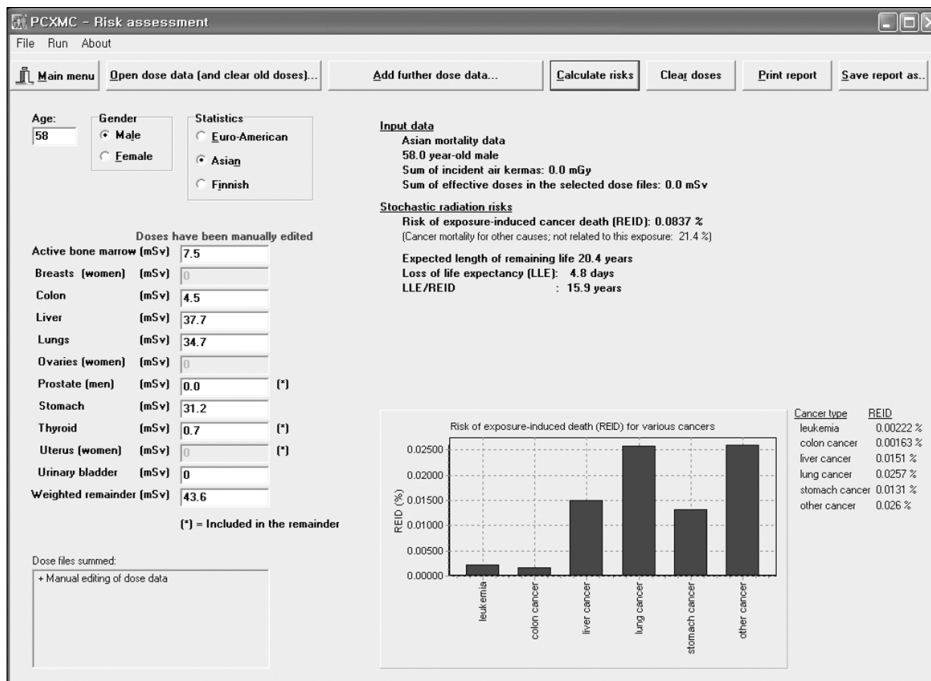 PCXMC - Risk assessment
File Run About
Main menu Open dose data (and clear old doses)... Add further dose data... Calculate risks Clear doses Print report Save report as..
Age:
58
Gender
Male
Female
Statistics
Euro-American
Asian
Finnish
Doses have been manually edited
Active bone marrow (mSv) 7.5
Breasts (women) (mSv) 0
Colon (mSv) 4.5
Liver (mSv) 37.7
Lungs (mSv) 34.7
Ovaries (women) (mSv) 0
Prostate (men) (mSv) 0.0 (*)
Stomach (mSv) 31.2
Thyroid (mSv) 0.7 (*)
Uterus (women) (mSv) 0 (*)
Urinary bladder (mSv) 0
Weighted remainder (mSv) 43.6
(*) = Included in the remainder
Dose files summed:
+ Manual editing of dose data
Input data
Asian mortality data
58.0 year-old male
Sum of incident air kermas: 0.0 mGy
Sum of effective doses in the selected dose files: 0.0 mSv
Stochastic radiation risks
Risk of exposure-induced cancer death (REID): 0.0837 %
(Cancer mortality for other causes; not related to this exposure: 21.4 %)
Expected length of remaining life 20.4 years
Loss of life expectancy (LLE): 4.8 days
LLE/REID : 15.9 years
Risk of exposure-induced death (REID) for various cancers
REID (%)
0.02500
0.02000
0.01500
0.01000
0.00500
0.00000
leukemia
colon cancer
liver cancer
lung cancer
stomach cancer
other cancer
Cancer type REID
leukemia 0.00222 %
colon cancer 0.00163 %
liver cancer 0.0151 %
lung cancer 0.0257 %
stomach cancer 0.0131 %
other cancer 0.026 %